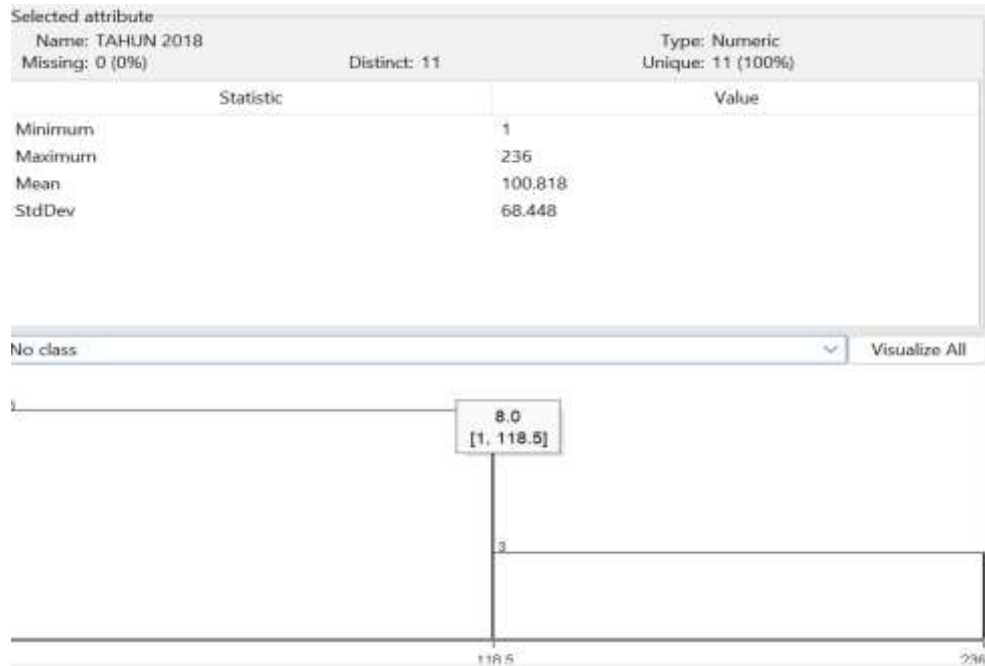 Selected attribute
Name: TAHUN 2018 Type: Numeric
Missing: 0 (0%) Distinct: 11 Unique: 11 (100%)
Statistic Value
Minimum 1
Maximum 236
Mean 100.818
StdDev 68.448
No class Visualize All
8.0
[1, 118.5]
3
118.5 236